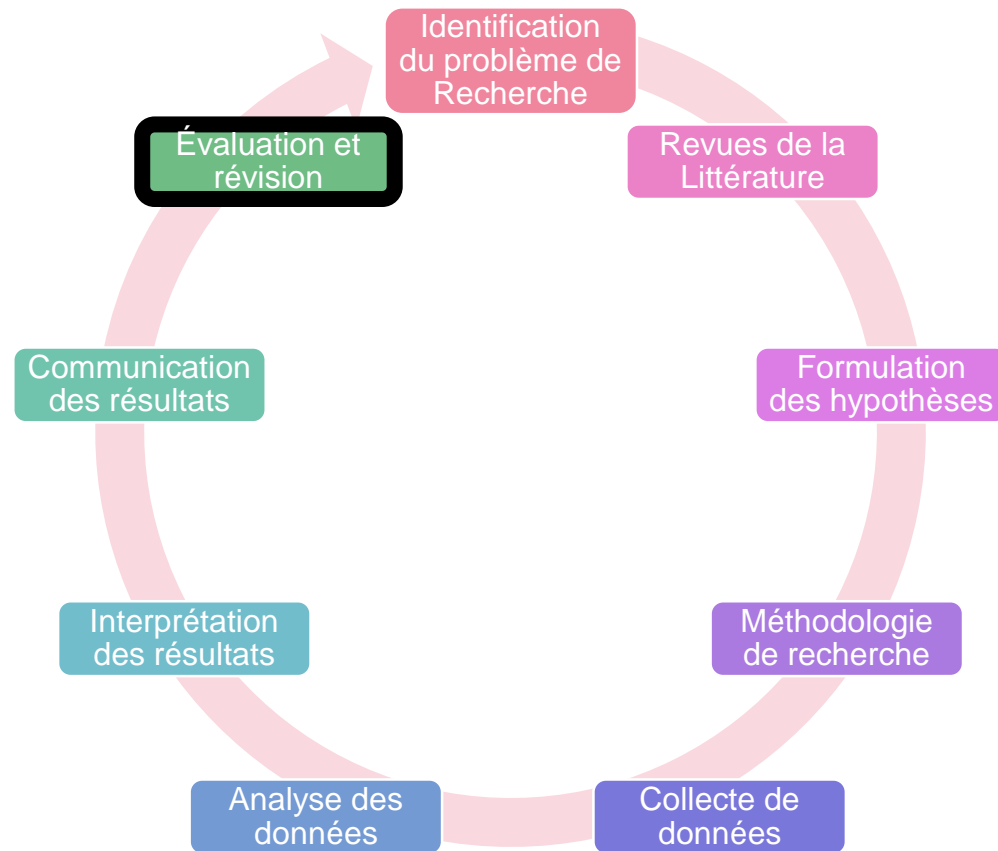 Identification
du problème de
Recherche
Revues de la
Littérature
Formulation
des hypothèses
Méthodologie
de recherche
Collecte de
données
Analyse des
données
Interprétation
des résultats
Communication
des résultats
Évaluation et
révision